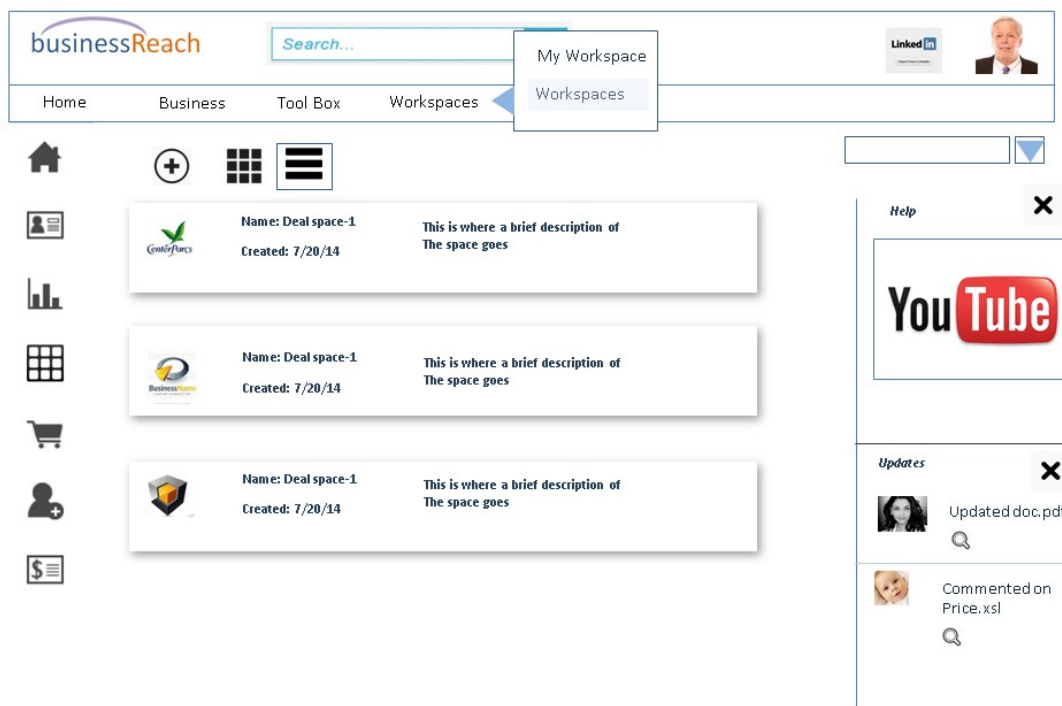 businessReach
Search...
Linked in
My Workspace
Workspaces
Home
Business
Tool Box
Workspaces
Name: Deal space-1
Created: 7/20/14
This is where a brief description of
The space goes
CenterParcs
Name: Deal space-1
Created: 7/20/14
This is where a brief description of
The space goes
BusinessName
Name: Deal space-1
Created: 7/20/14
This is where a brief description of
The space goes
Help
YouTube
Updates
Updated doc.pdf
Commented on
Price.xsl